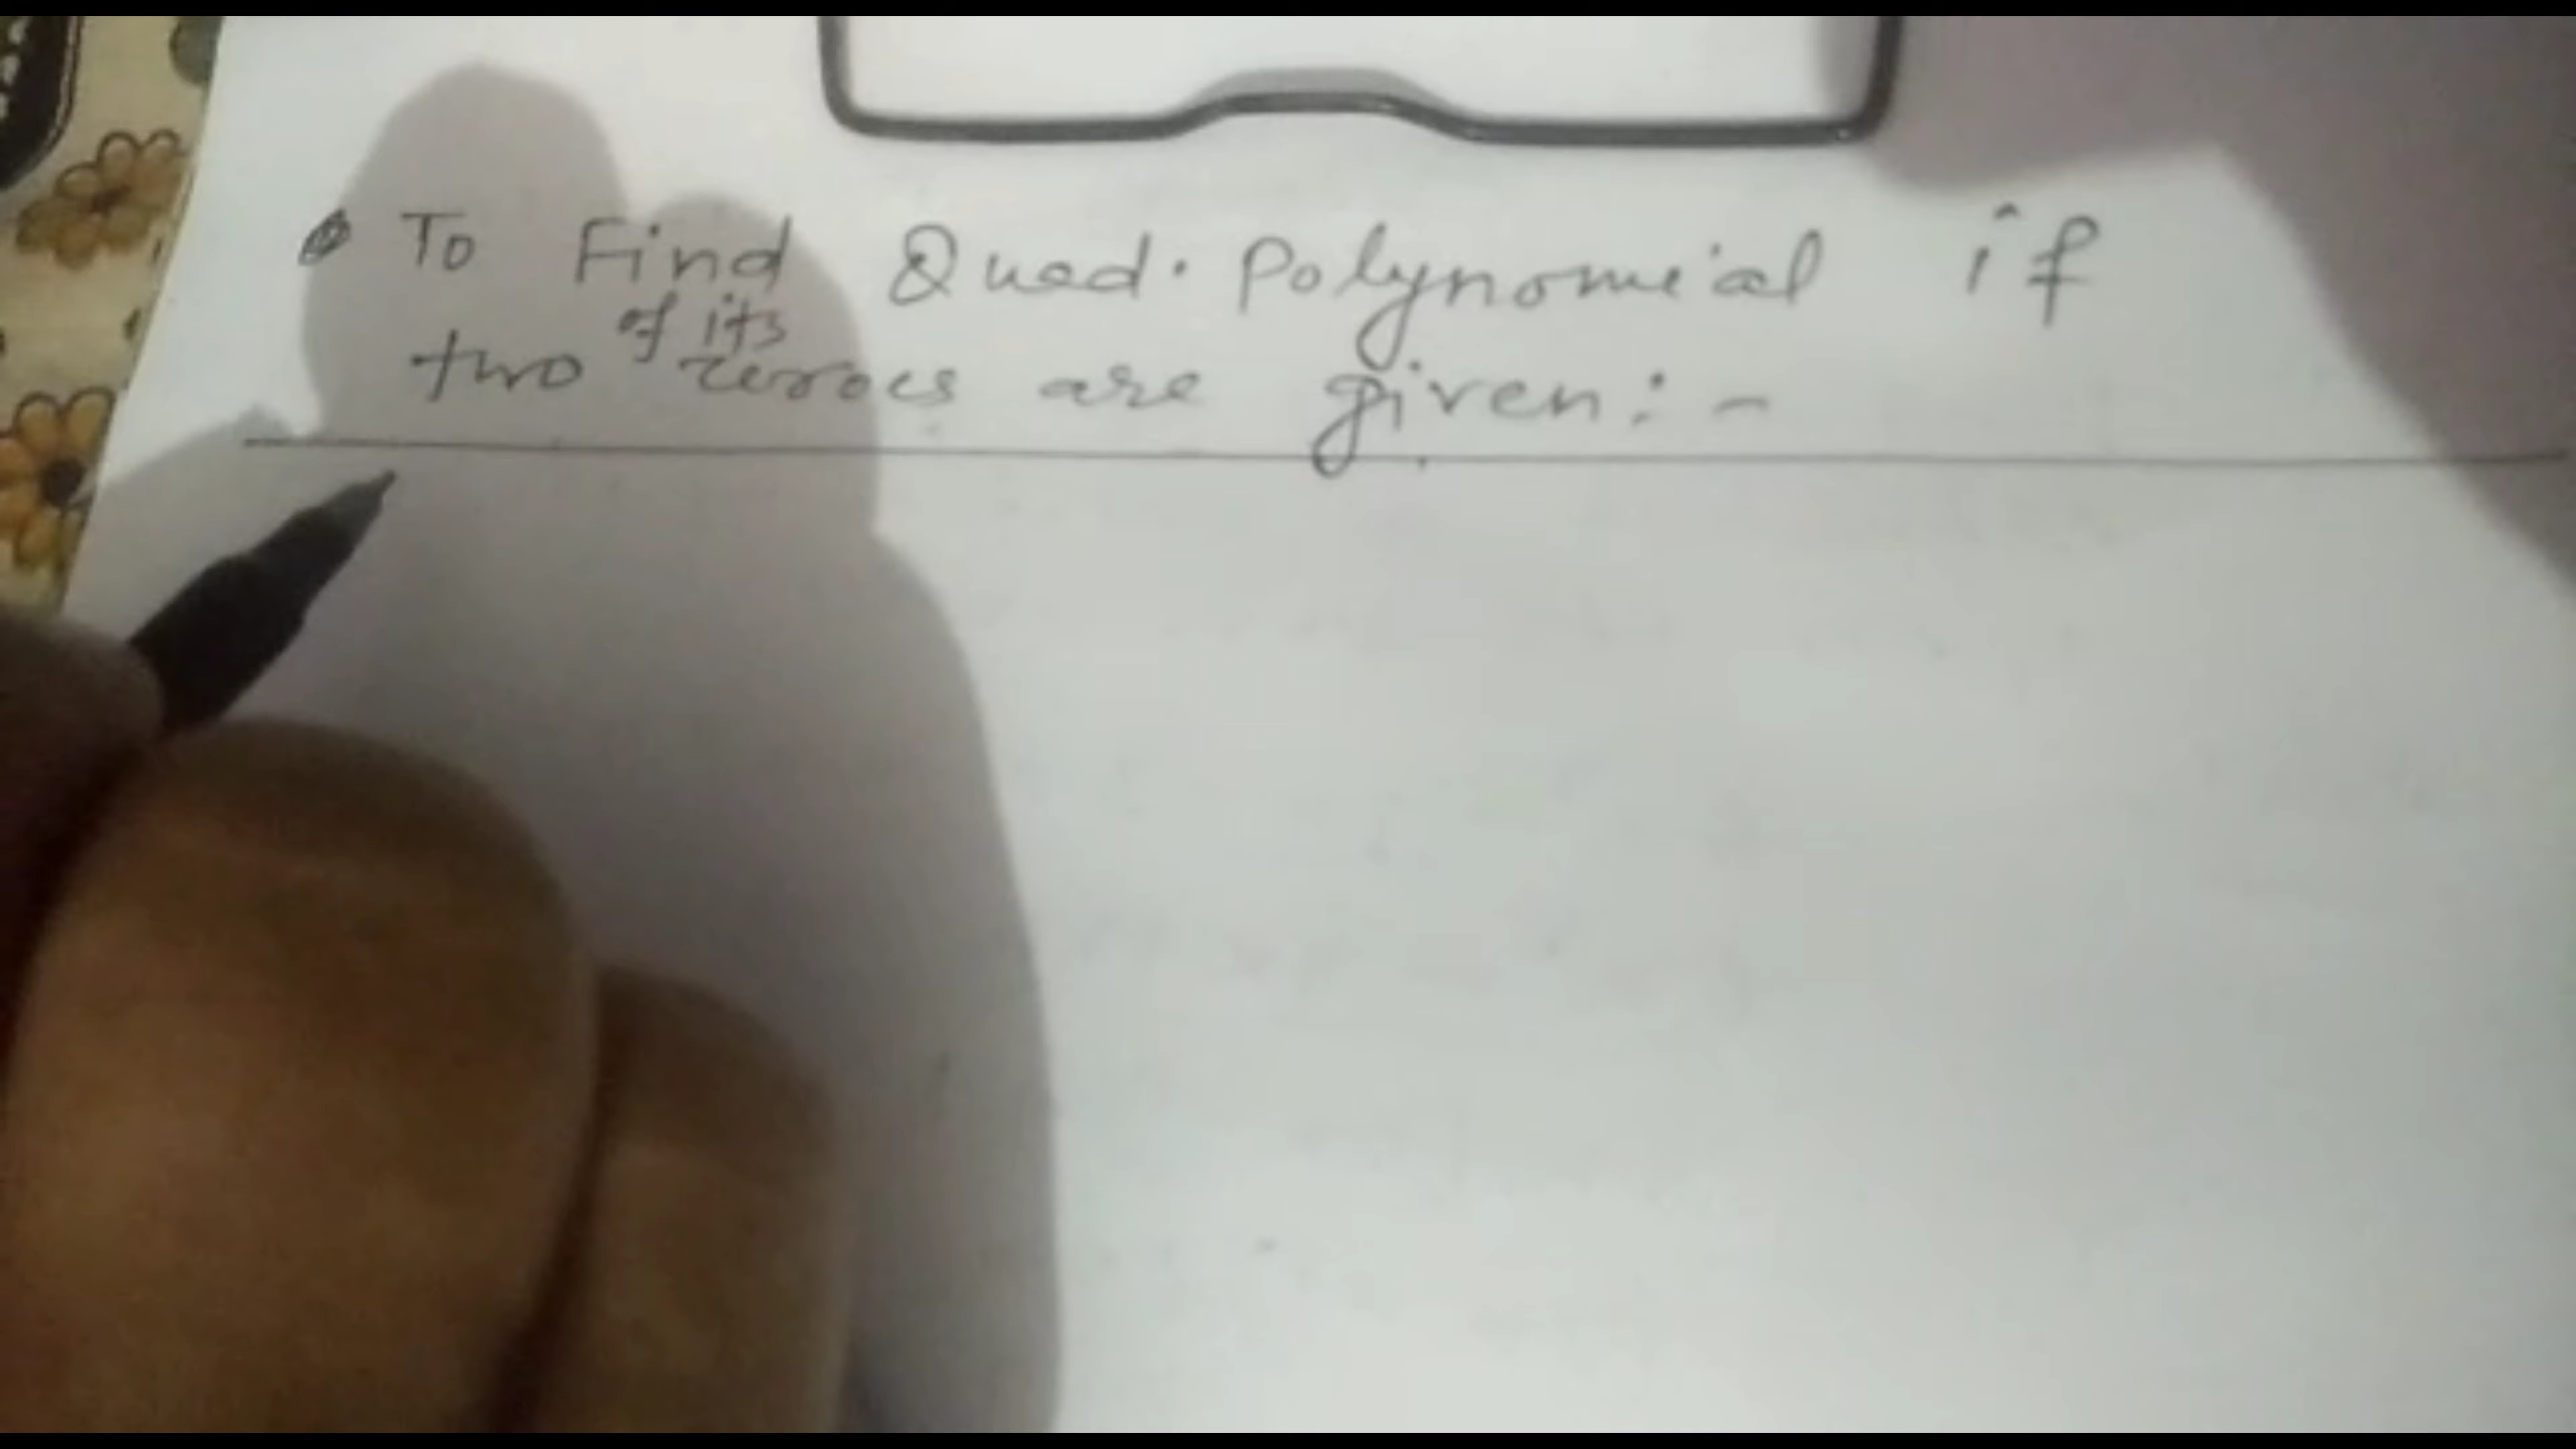 To Find Quad. Polynomial if
two of its zeroes are given:-